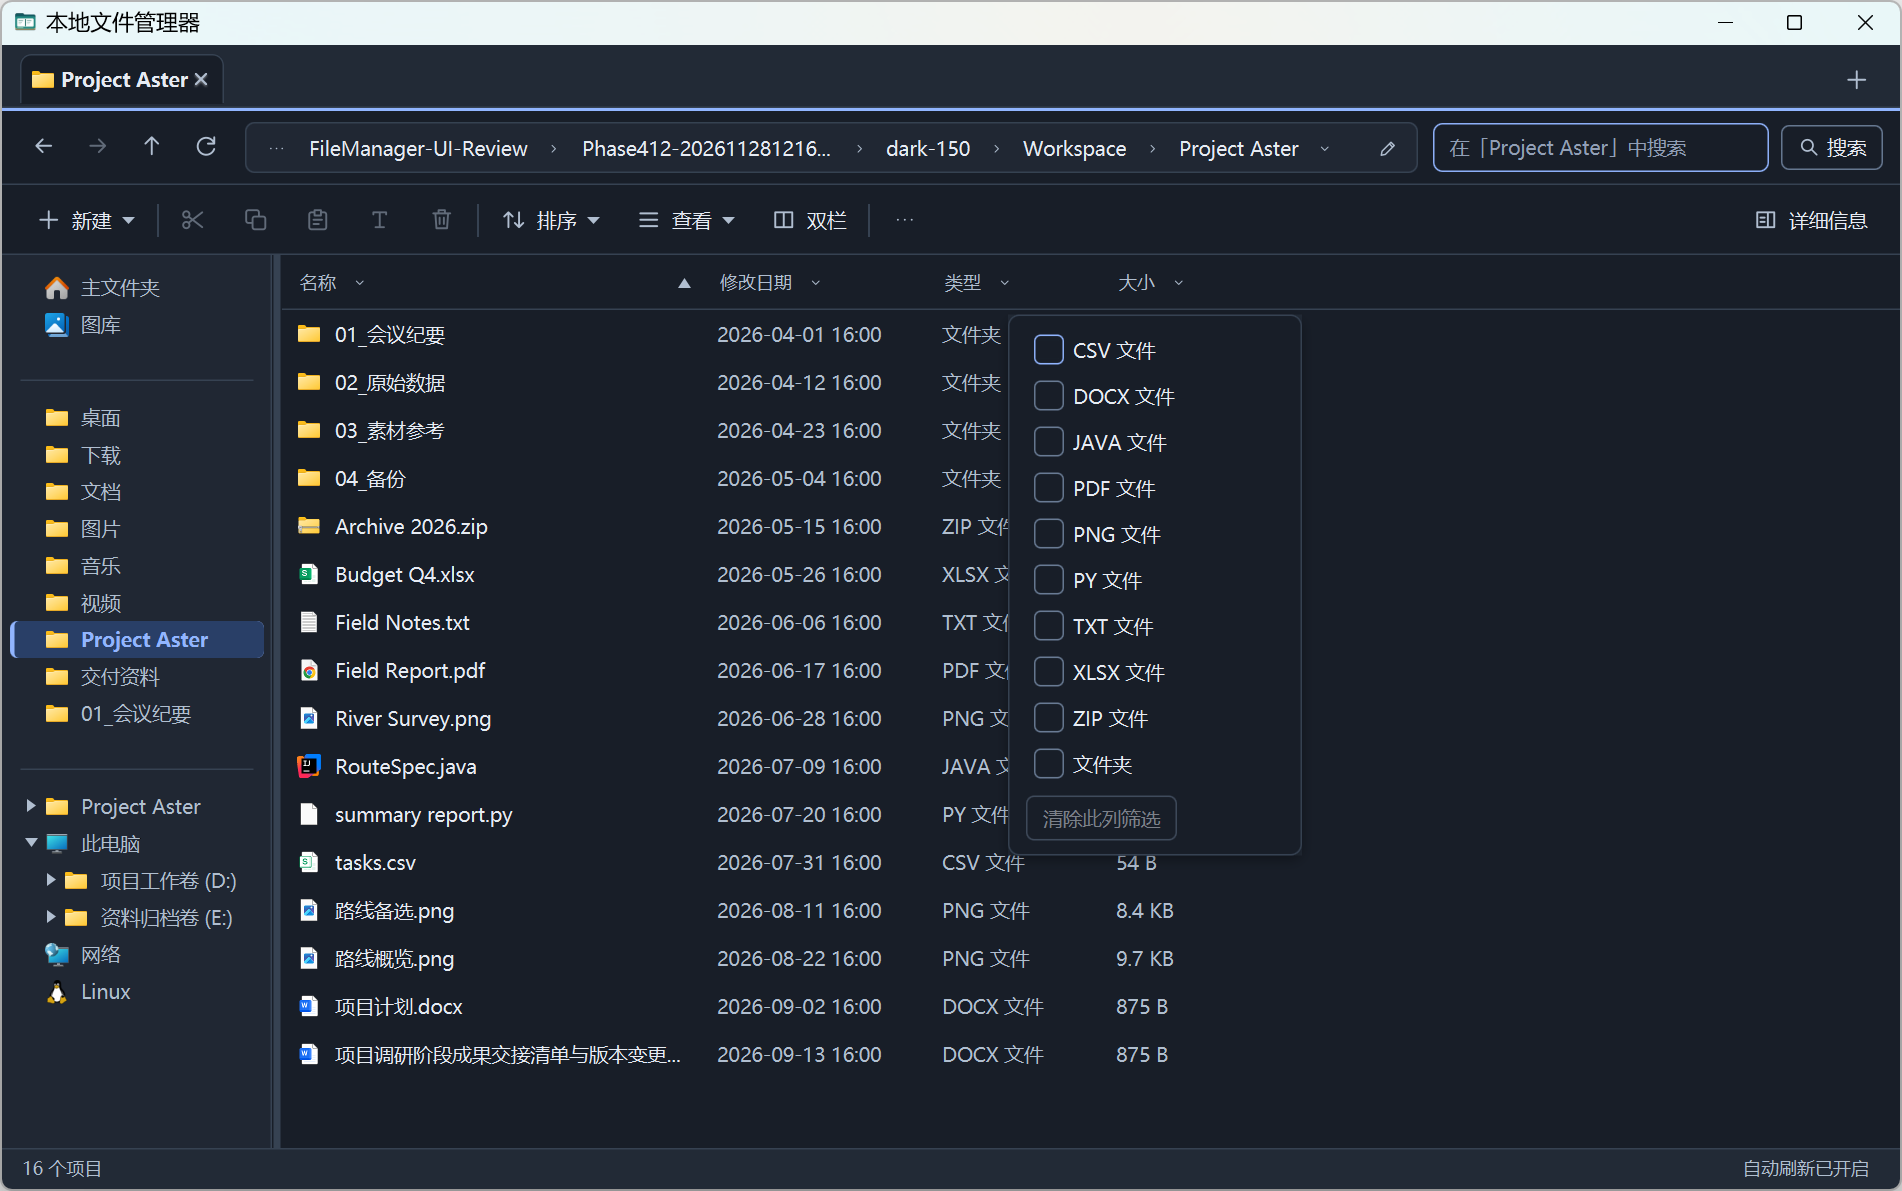 本地文件管理器
Project Aster
··· FileManager-UI-Review › Phase412-202611281216... › dark-150 › Workspace › Project Aster
在「Project Aster」中搜索
搜索
新建
排序
查看
双栏
···
详细信息
主文件夹
图库
桌面
下载
文档
图片
音乐
视频
Project Aster
交付资料
01_会议纪要
Project Aster
此电脑
项目工作卷 (D:)
资料归档卷 (E:)
网络
Linux
名称 修改日期 类型 大小
01_会议纪要 2026-04-01 16:00 文件夹
02_原始数据 2026-04-12 16:00 文件夹
03_素材参考 2026-04-23 16:00 文件夹
04_备份 2026-05-04 16:00 文件夹
Archive 2026.zip 2026-05-15 16:00 ZIP 文件
Budget Q4.xlsx 2026-05-26 16:00 XLSX 文
Field Notes.txt 2026-06-06 16:00 TXT 文件
Field Report.pdf 2026-06-17 16:00 PDF 文件
River Survey.png 2026-06-28 16:00 PNG 文
RouteSpec.java 2026-07-09 16:00 JAVA 文
summary report.py 2026-07-20 16:00 PY 文件
tasks.csv 2026-07-31 16:00 CSV 文件 54 B
路线备选.png 2026-08-11 16:00 PNG 文件 8.4 KB
路线概览.png 2026-08-22 16:00 PNG 文件 9.7 KB
项目计划.docx 2026-09-02 16:00 DOCX 文件 875 B
项目调研阶段成果交接清单与版本变更... 2026-09-13 16:00 DOCX 文件 875 B
CSV 文件
DOCX 文件
JAVA 文件
PDF 文件
PNG 文件
PY 文件
TXT 文件
XLSX 文件
ZIP 文件
文件夹
清除此列筛选
16 个项目
自动刷新已开启